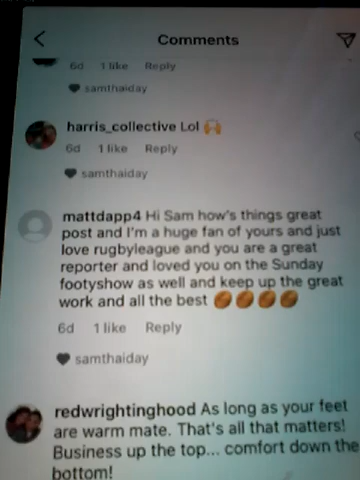 Comments
6d 1 like Reply
samthaiday
harris_collective Lol 🙌
6d 1 like Reply
samthaiday
mattdapp4 Hi Sam how's things great
post and I'm a huge fan of yours and just
love rugbyleague and you are a great
reporter and loved you on the Sunday
footyshow as well and keep up the great
work and all the best 🏉🏉🏉🏉
6d 1 like Reply
samthaiday
redwrightinghood As long as your feet
are warm mate. That's all that matters!
Business up the top... comfort down the
bottom!